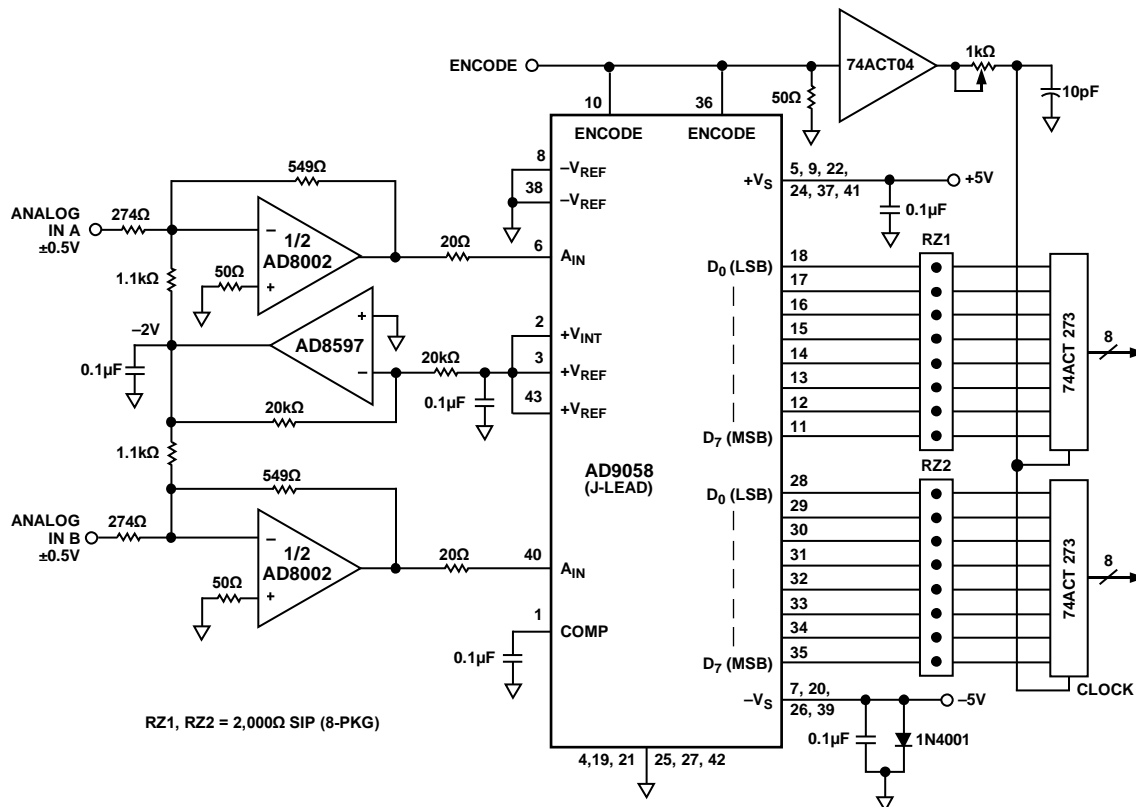 ENCODE
10
36
50Ω
74ACT04
1kΩ
10pF
ENCODE
ENCODE
8
–VREF
38
–VREF
+VS
5, 9, 22,
24, 37, 41
+5V
0.1µF
549Ω
ANALOG
IN A
±0.5V
274Ω
1/2
AD8002
–
+
50Ω
20Ω
6
AIN
1.1kΩ
–2V
0.1µF
AD8597
+
–
20kΩ
20kΩ
0.1µF
2
+VINT
3
+VREF
43
+VREF
RZ1
D0 (LSB)
18
17
16
15
14
13
12
D7 (MSB)
11
74ACT 273
8
1.1kΩ
549Ω
ANALOG
IN B
±0.5V
274Ω
1/2
AD8002
–
+
50Ω
20Ω
40
AIN
1
COMP
0.1µF
AD9058
(J-LEAD)
RZ2
D0 (LSB)
28
29
30
31
32
33
34
D7 (MSB)
35
74ACT 273
8
CLOCK
–VS
7, 20,
26, 39
–5V
0.1µF
1N4001
4,19, 21
25, 27, 42
RZ1, RZ2 = 2,000Ω SIP (8-PKG)